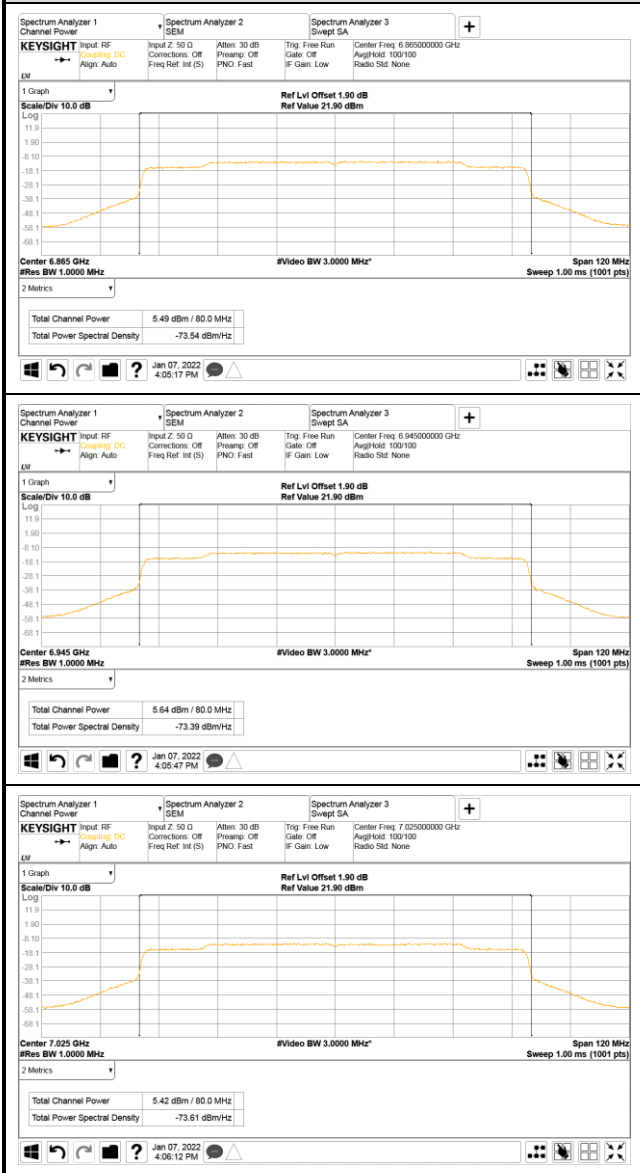 Spectrum Analyzer 1
Channel Power
Spectrum Analyzer 2
SEM
Spectrum Analyzer 3
Swept SA
+
KEYSIGHT Input: RF Input Z: 50 Ω Atten: 30 dB Trig: Free Run Center Freq: 6.865000000 GHz
Coupling: DC Corrections: Off Preamp: Off Gate: Off Avg|Hold: 100/100
Align: Auto Freq Ref: Int (S) PNO: Fast IF Gain: Low Radio Std: None
LXI
1 Graph
Ref Lvl Offset 1.90 dB
Scale/Div 10.0 dB Ref Value 21.90 dBm
Log
11.9
1.90
-8.10
-18.1
-28.1
-38.1
-48.1
-58.1
-68.1
Center 6.865 GHz #Video BW 3.0000 MHz* Span 120 MHz
#Res BW 1.0000 MHz Sweep 1.00 ms (1001 pts)
2 Metrics
Total Channel Power 5.49 dBm / 80.0 MHz
Total Power Spectral Density -73.54 dBm/Hz
? Jan 07, 2022
4:05:17 PM
Spectrum Analyzer 1
Channel Power
Spectrum Analyzer 2
SEM
Spectrum Analyzer 3
Swept SA
+
KEYSIGHT Input: RF Input Z: 50 Ω Atten: 30 dB Trig: Free Run Center Freq: 6.945000000 GHz
Coupling: DC Corrections: Off Preamp: Off Gate: Off Avg|Hold: 100/100
Align: Auto Freq Ref: Int (S) PNO: Fast IF Gain: Low Radio Std: None
LXI
1 Graph
Ref Lvl Offset 1.90 dB
Scale/Div 10.0 dB Ref Value 21.90 dBm
Log
11.9
1.90
-8.10
-18.1
-28.1
-38.1
-48.1
-58.1
-68.1
Center 6.945 GHz #Video BW 3.0000 MHz* Span 120 MHz
#Res BW 1.0000 MHz Sweep 1.00 ms (1001 pts)
2 Metrics
Total Channel Power 5.64 dBm / 80.0 MHz
Total Power Spectral Density -73.39 dBm/Hz
? Jan 07, 2022
4:05:47 PM
Spectrum Analyzer 1
Channel Power
Spectrum Analyzer 2
SEM
Spectrum Analyzer 3
Swept SA
+
KEYSIGHT Input: RF Input Z: 50 Ω Atten: 30 dB Trig: Free Run Center Freq: 7.025000000 GHz
Coupling: DC Corrections: Off Preamp: Off Gate: Off Avg|Hold: 100/100
Align: Auto Freq Ref: Int (S) PNO: Fast IF Gain: Low Radio Std: None
LXI
1 Graph
Ref Lvl Offset 1.90 dB
Scale/Div 10.0 dB Ref Value 21.90 dBm
Log
11.9
1.90
-8.10
-18.1
-28.1
-38.1
-48.1
-58.1
-68.1
Center 7.025 GHz #Video BW 3.0000 MHz* Span 120 MHz
#Res BW 1.0000 MHz Sweep 1.00 ms (1001 pts)
2 Metrics
Total Channel Power 5.42 dBm / 80.0 MHz
Total Power Spectral Density -73.61 dBm/Hz
? Jan 07, 2022
4:06:12 PM